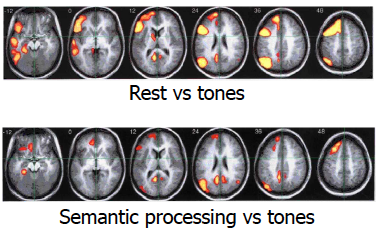 -12 0 12 24 36 48
Rest vs tones
-12 0 12 24 36 48
Semantic processing vs tones